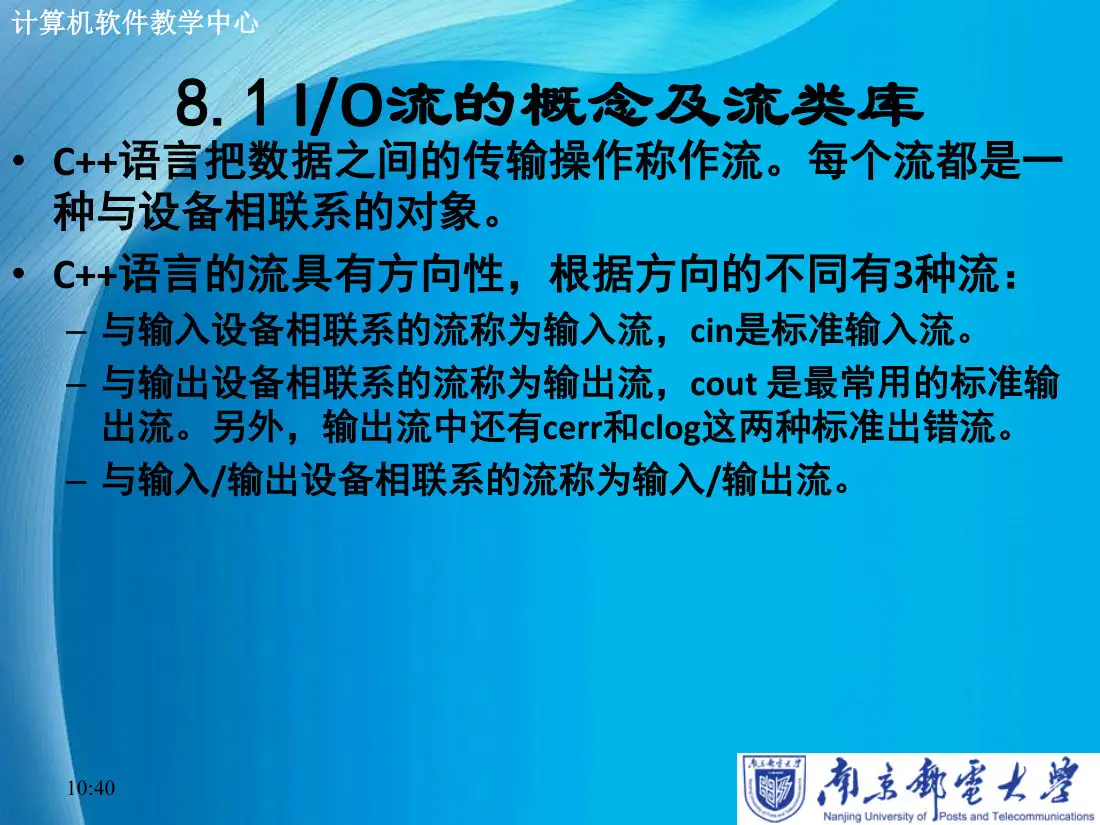 计算机软件教学中心
8.1 I/O流的概念及流类库
• C++语言把数据之间的传输操作称作流。每个流都是一
种与设备相联系的对象。
• C++语言的流具有方向性，根据方向的不同有3种流：
– 与输入设备相联系的流称为输入流，cin是标准输入流。
– 与输出设备相联系的流称为输出流，cout 是最常用的标准输
出流。另外，输出流中还有cerr和clog这两种标准出错流。
– 与输入/输出设备相联系的流称为输入/输出流。
10:40
南京郵電大學
Nanjing University of Posts and Telecommunications